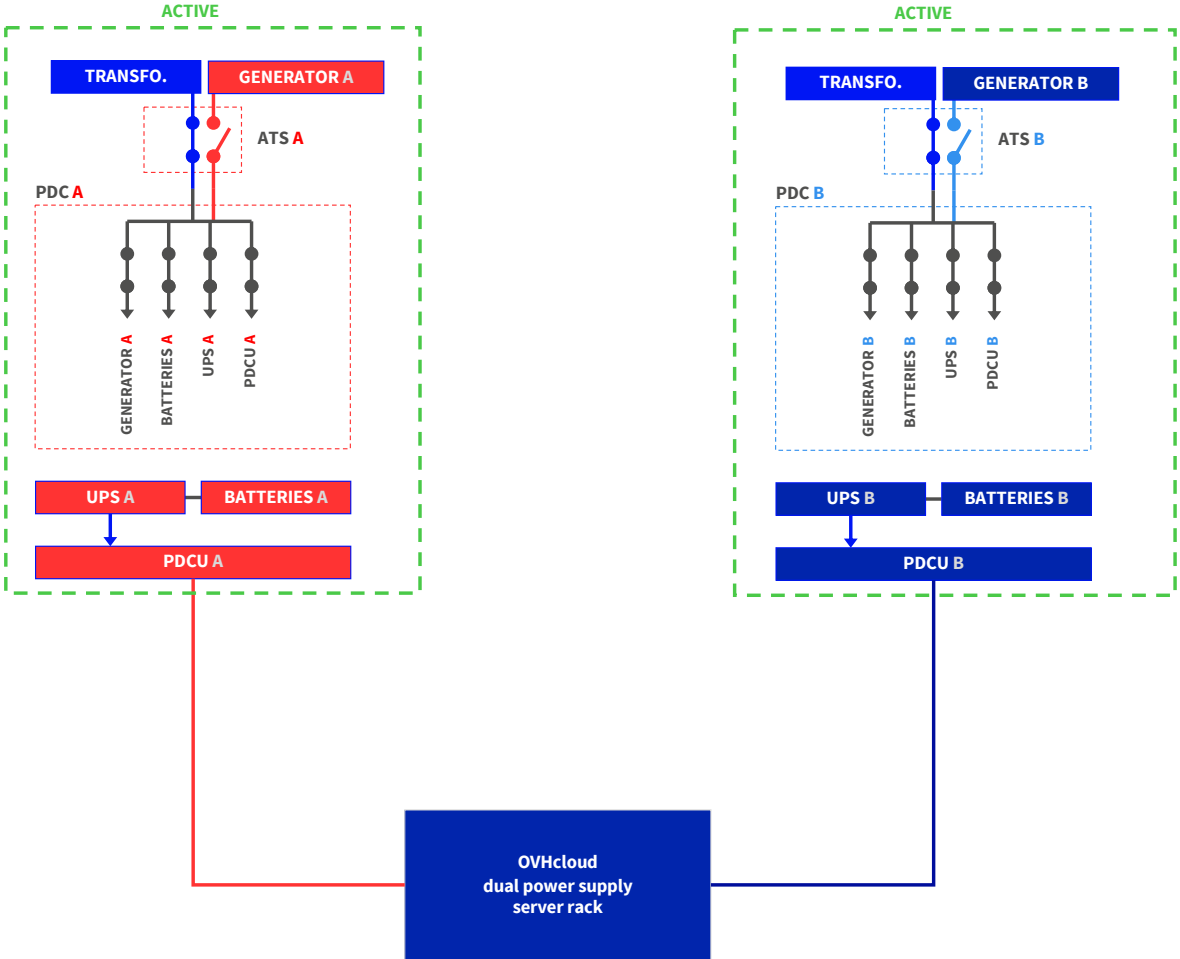 ACTIVE
TRANSFO.
GENERATOR A
ATS A
PDC A
GENERATOR A
BATTERIES A
UPS A
PDCU A
UPS A
BATTERIES A
PDCU A
ACTIVE
TRANSFO.
GENERATOR B
ATS B
PDC B
GENERATOR B
BATTERIES B
UPS B
PDCU B
UPS B
BATTERIES B
PDCU B
OVHcloud
dual power supply
server rack